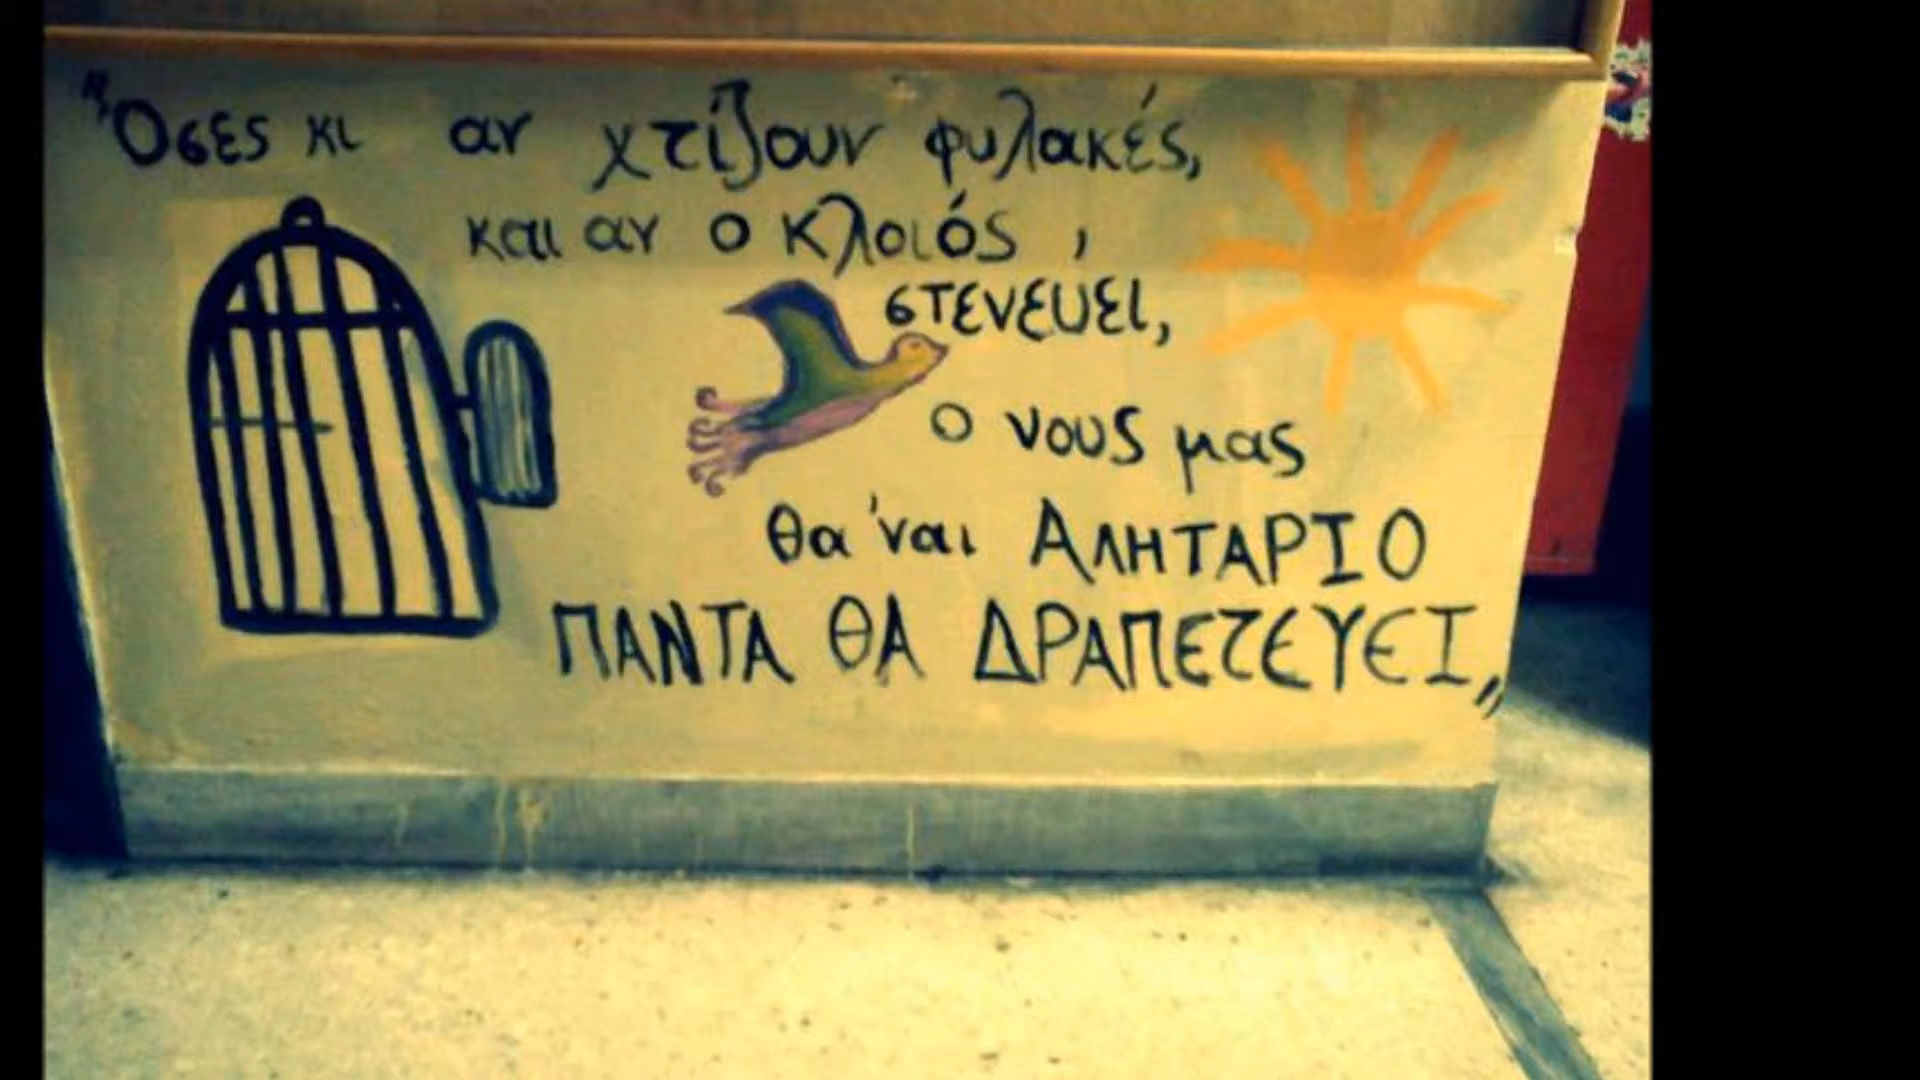 "Όσες κι αν χτίζουν φυλακές,
και αν ο κλοιός,
στενεύει,
ο νους μας
θα 'ναι ΑΛΗΤΑΡΙΟ
ΠΑΝΤΑ ΘΑ ΔΡΑΠΕΤΕΥΕΙ,,